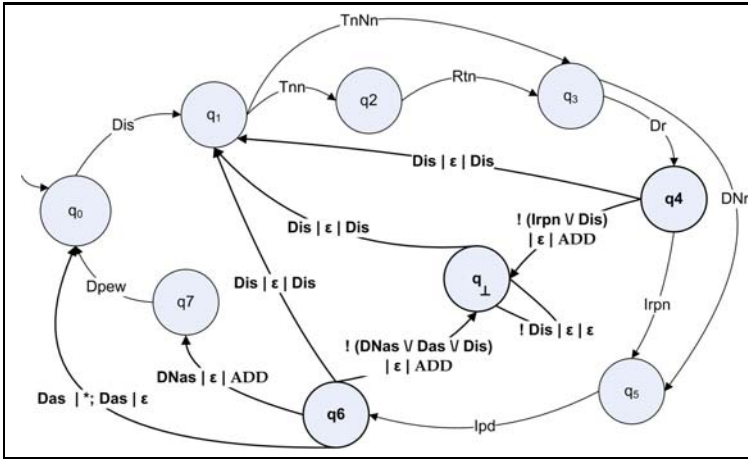 TnNn
Tnn
Rtn
q1
q2
q3
Dis
Dr
Dis | ε | Dis
q4
DNr
q0
! (Irpn \/ Dis)
| ε | ADD
Dis | ε | Dis
Dis | ε | Dis
q⊥
Dpew
q7
Irpn
! Dis | ε | ε
! (DNas \/ Das \/ Dis)
| ε | ADD
DNas | ε | ADD
q5
Das | *; Das | ε
q6
Ipd